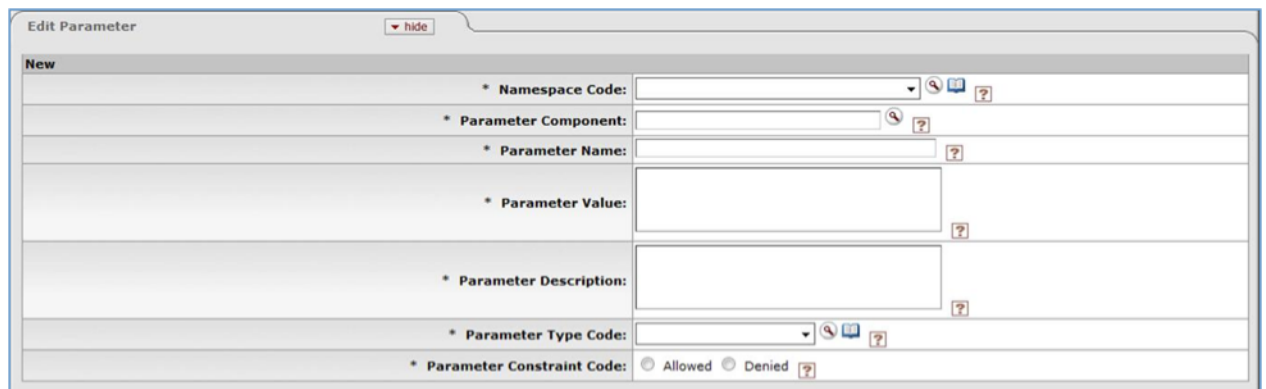 Edit Parameter
hide
New
* Namespace Code:
?
* Parameter Component:
?
* Parameter Name:
?
* Parameter Value:
?
* Parameter Description:
?
* Parameter Type Code:
?
* Parameter Constraint Code: Allowed Denied ?